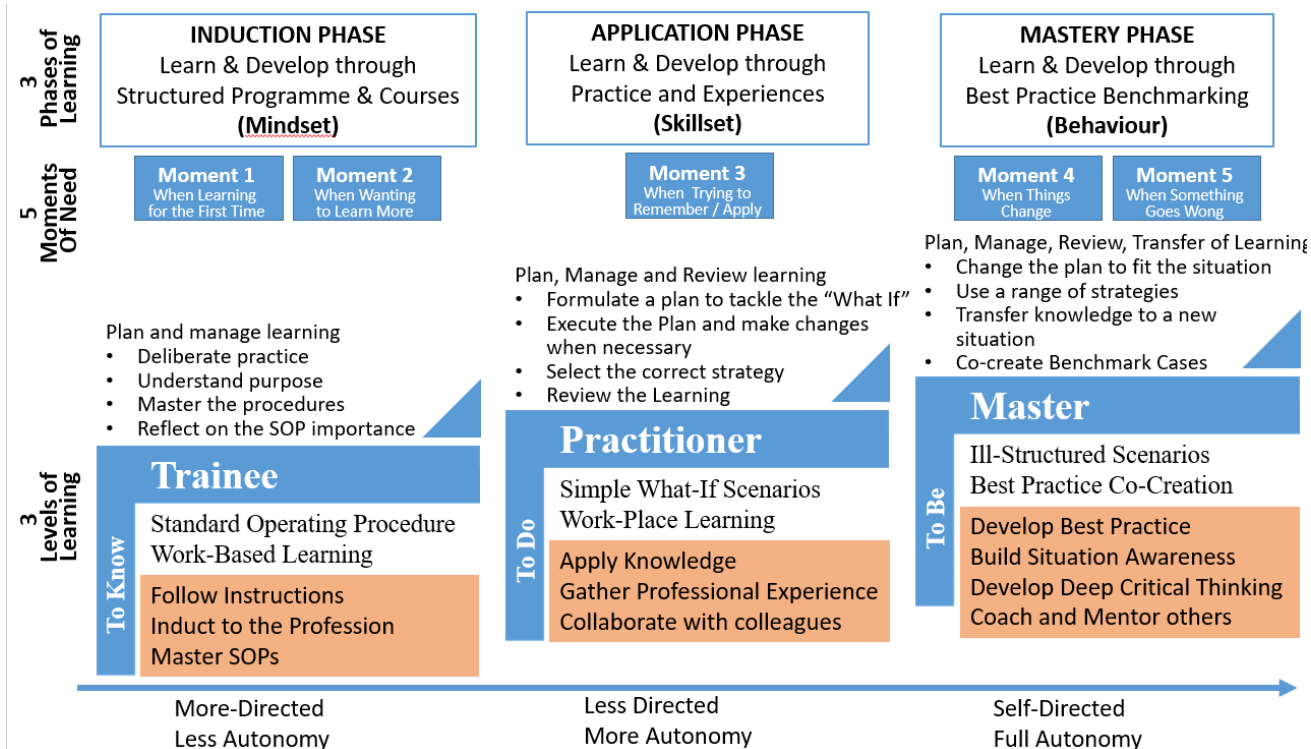 3
Phases of
Learning
INDUCTION PHASE
Learn & Develop through
Structured Programme & Courses
(Mindset)
APPLICATION PHASE
Learn & Develop through
Practice and Experiences
(Skillset)
MASTERY PHASE
Learn & Develop through
Best Practice Benchmarking
(Behaviour)
5
Moments
Of Need
Moment 1
When Learning
for the First Time
Moment 2
When Wanting
to Learn More
Moment 3
When Trying to
Remember / Apply
Moment 4
When Things
Change
Moment 5
When Something
Goes Wong
Plan and manage learning
• Deliberate practice
• Understand purpose
• Master the procedures
• Reflect on the SOP importance
Plan, Manage and Review learning
• Formulate a plan to tackle the “What If”
• Execute the Plan and make changes
when necessary
• Select the correct strategy
• Review the Learning
Plan, Manage, Review, Transfer of Learning
• Change the plan to fit the situation
• Use a range of strategies
• Transfer knowledge to a new
situation
• Co-create Benchmark Cases
3
Levels of
Learning
To Know
Trainee
Standard Operating Procedure
Work-Based Learning
Follow Instructions
Induct to the Profession
Master SOPs
To Do
Practitioner
Simple What-If Scenarios
Work-Place Learning
Apply Knowledge
Gather Professional Experience
Collaborate with colleagues
To Be
Master
Ill-Structured Scenarios
Best Practice Co-Creation
Develop Best Practice
Build Situation Awareness
Develop Deep Critical Thinking
Coach and Mentor others
More-Directed
Less Autonomy
Less Directed
More Autonomy
Self-Directed
Full Autonomy